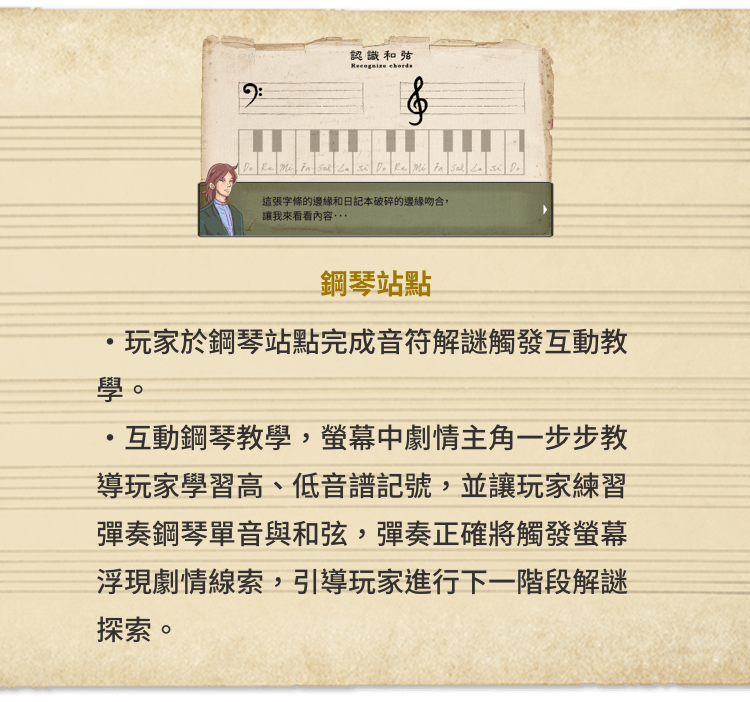 認識和弦
Recognize chords
Do Re Mi Fa Sol La Si Do Re Mi Fa Sol La Si Do
這張字條的邊緣和日記本破碎的邊緣吻合，
讓我來看看內容···
鋼琴站點
・玩家於鋼琴站點完成音符解謎觸發互動教
學。
・互動鋼琴教學，螢幕中劇情主角一步步教
導玩家學習高、低音譜記號，並讓玩家練習
彈奏鋼琴單音與和弦，彈奏正確將觸發螢幕
浮現劇情線索，引導玩家進行下一階段解謎
探索。